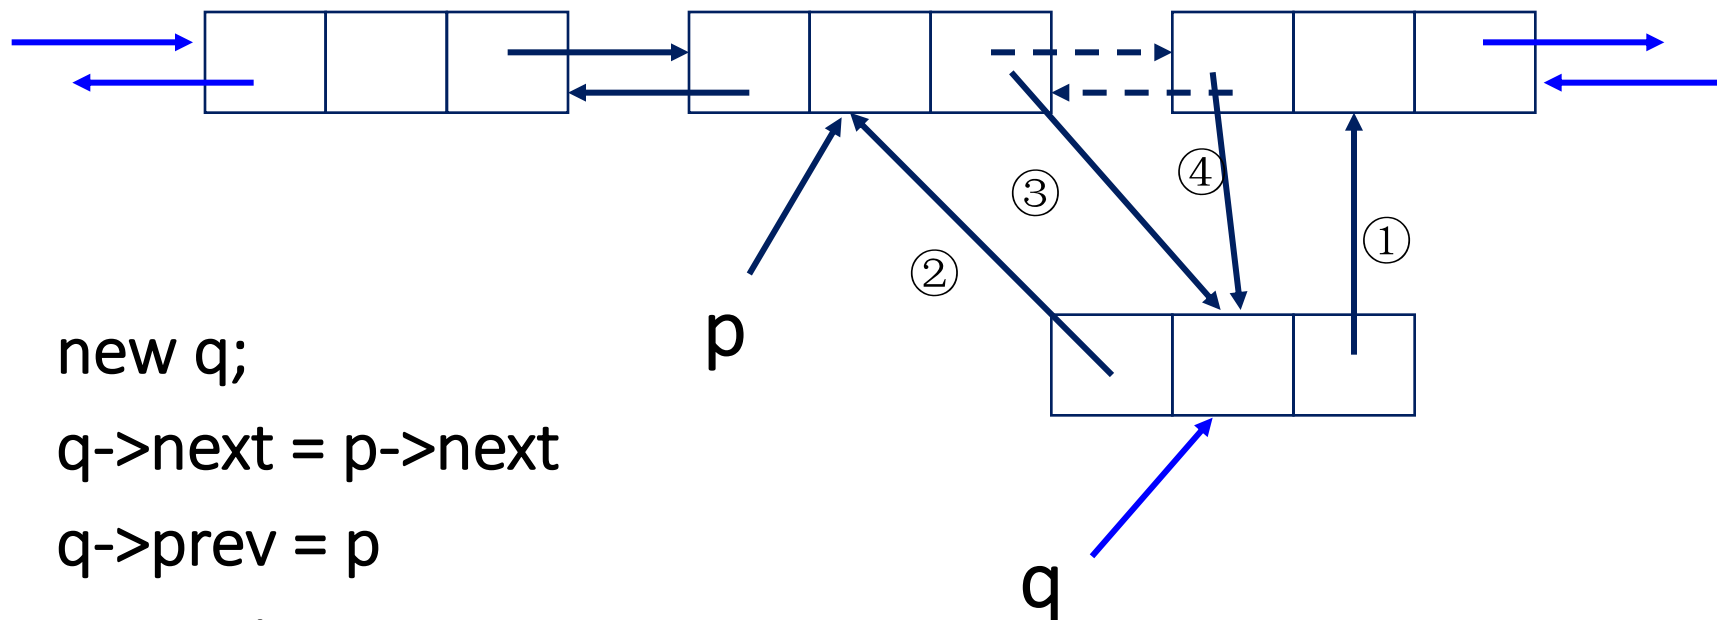 ④
③
①
②
p
new q;
q->next = p->next
q->prev = p
q